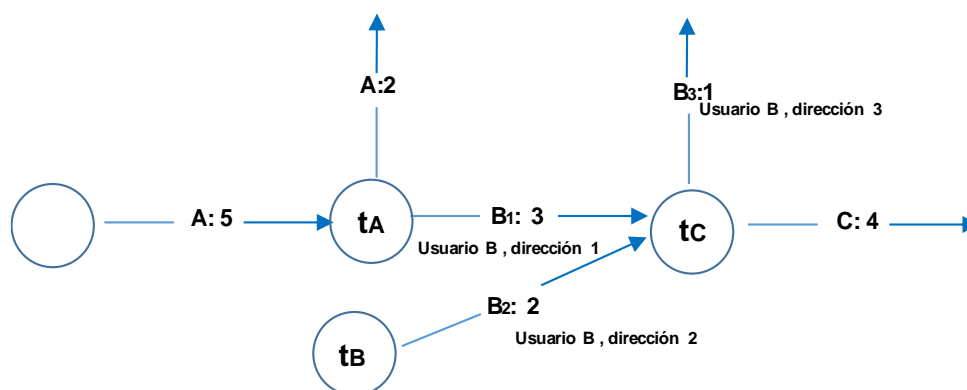 A:2
B3:1
Usuario B , dirección 3
A: 5
tA
B1: 3
tC
C: 4
Usuario B , dirección 1
B2: 2
Usuario B , dirección 2
tB